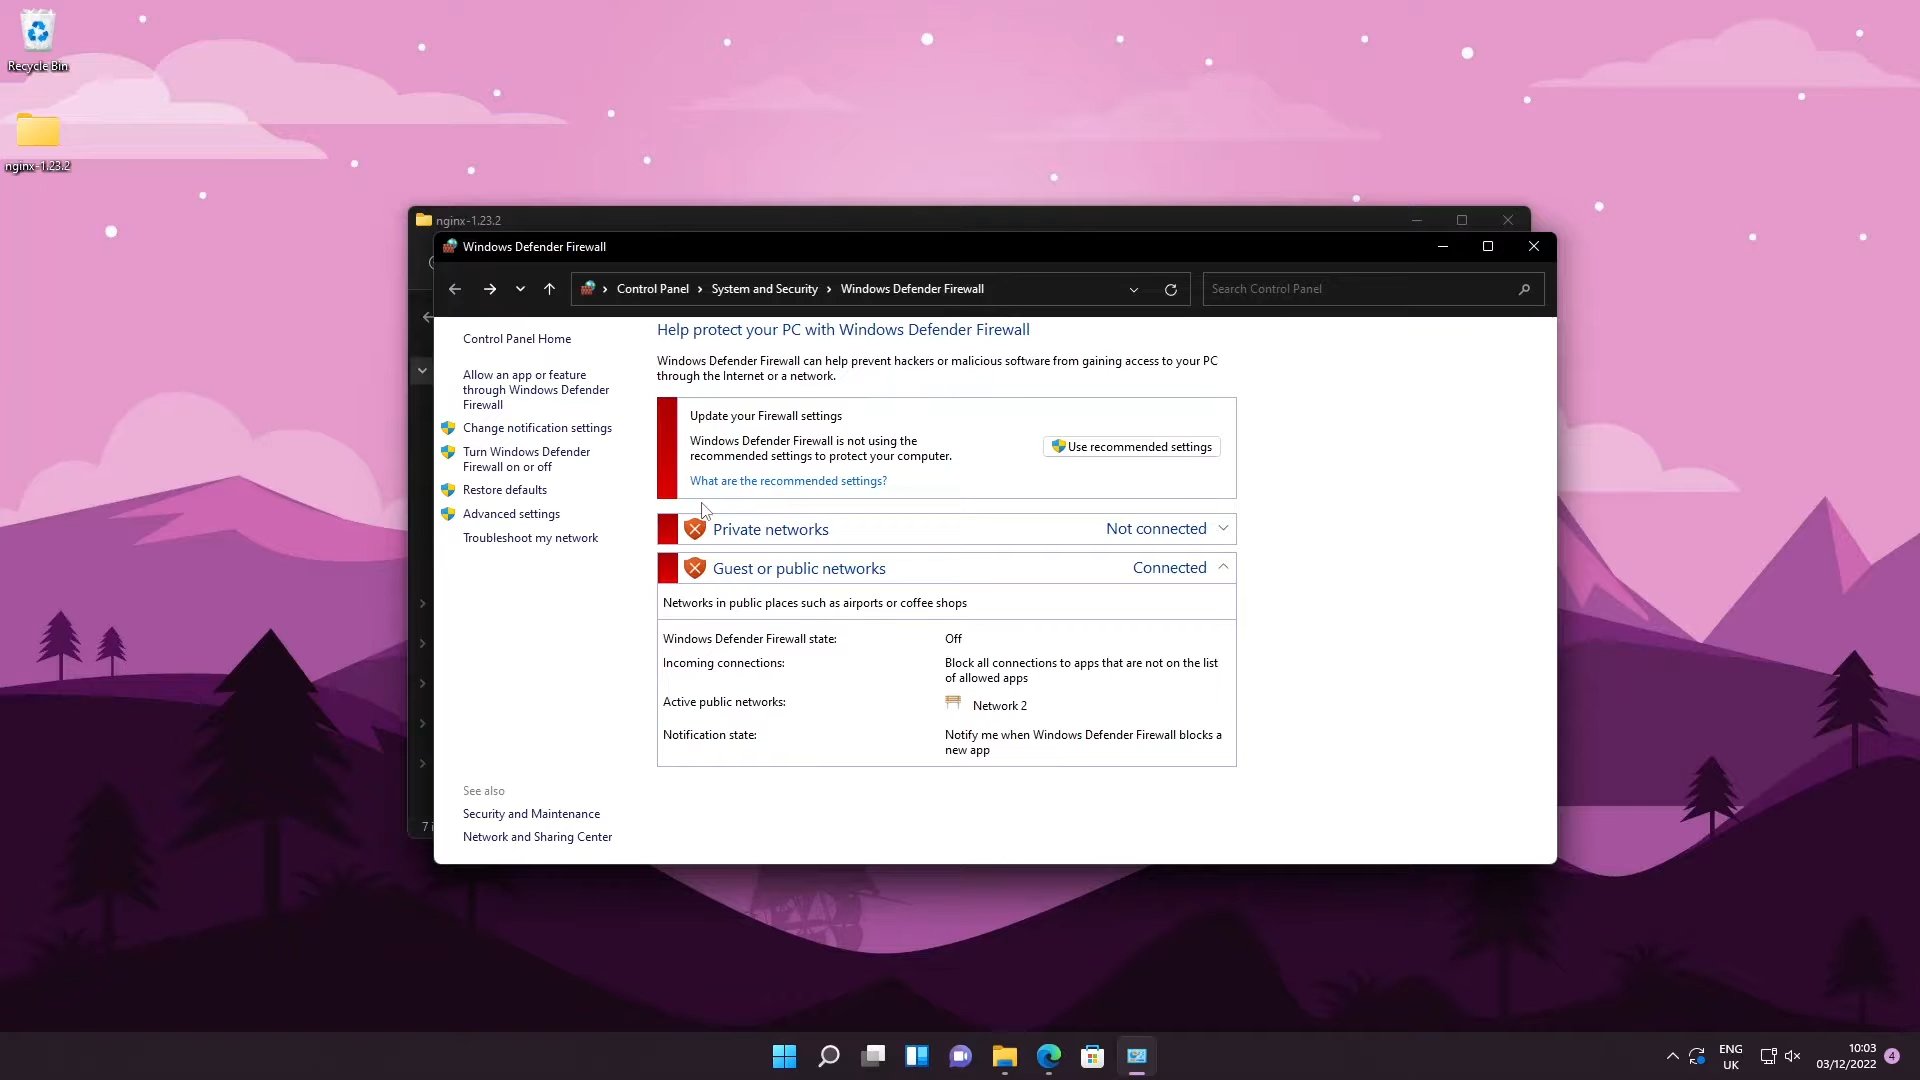 Recycle Bin
nginx-1.23.2
nginx-1.23.2
Windows Defender Firewall
Control Panel > System and Security > Windows Defender Firewall
Search Control Panel
Control Panel Home
Allow an app or feature
through Windows Defender
Firewall
Change notification settings
Turn Windows Defender
Firewall on or off
Restore defaults
Advanced settings
Troubleshoot my network
See also
Security and Maintenance
Network and Sharing Center
Help protect your PC with Windows Defender Firewall
Windows Defender Firewall can help prevent hackers or malicious software from gaining access to your PC
through the Internet or a network.
Update your Firewall settings
Windows Defender Firewall is not using the
recommended settings to protect your computer.
Use recommended settings
What are the recommended settings?
Private networks Not connected
Guest or public networks Connected
Networks in public places such as airports or coffee shops
Windows Defender Firewall state: Off
Incoming connections: Block all connections to apps that are not on the list
of allowed apps
Active public networks: Network 2
Notification state: Notify me when Windows Defender Firewall blocks a
new app
7 i
ENG
UK
10:03
03/12/2022
4